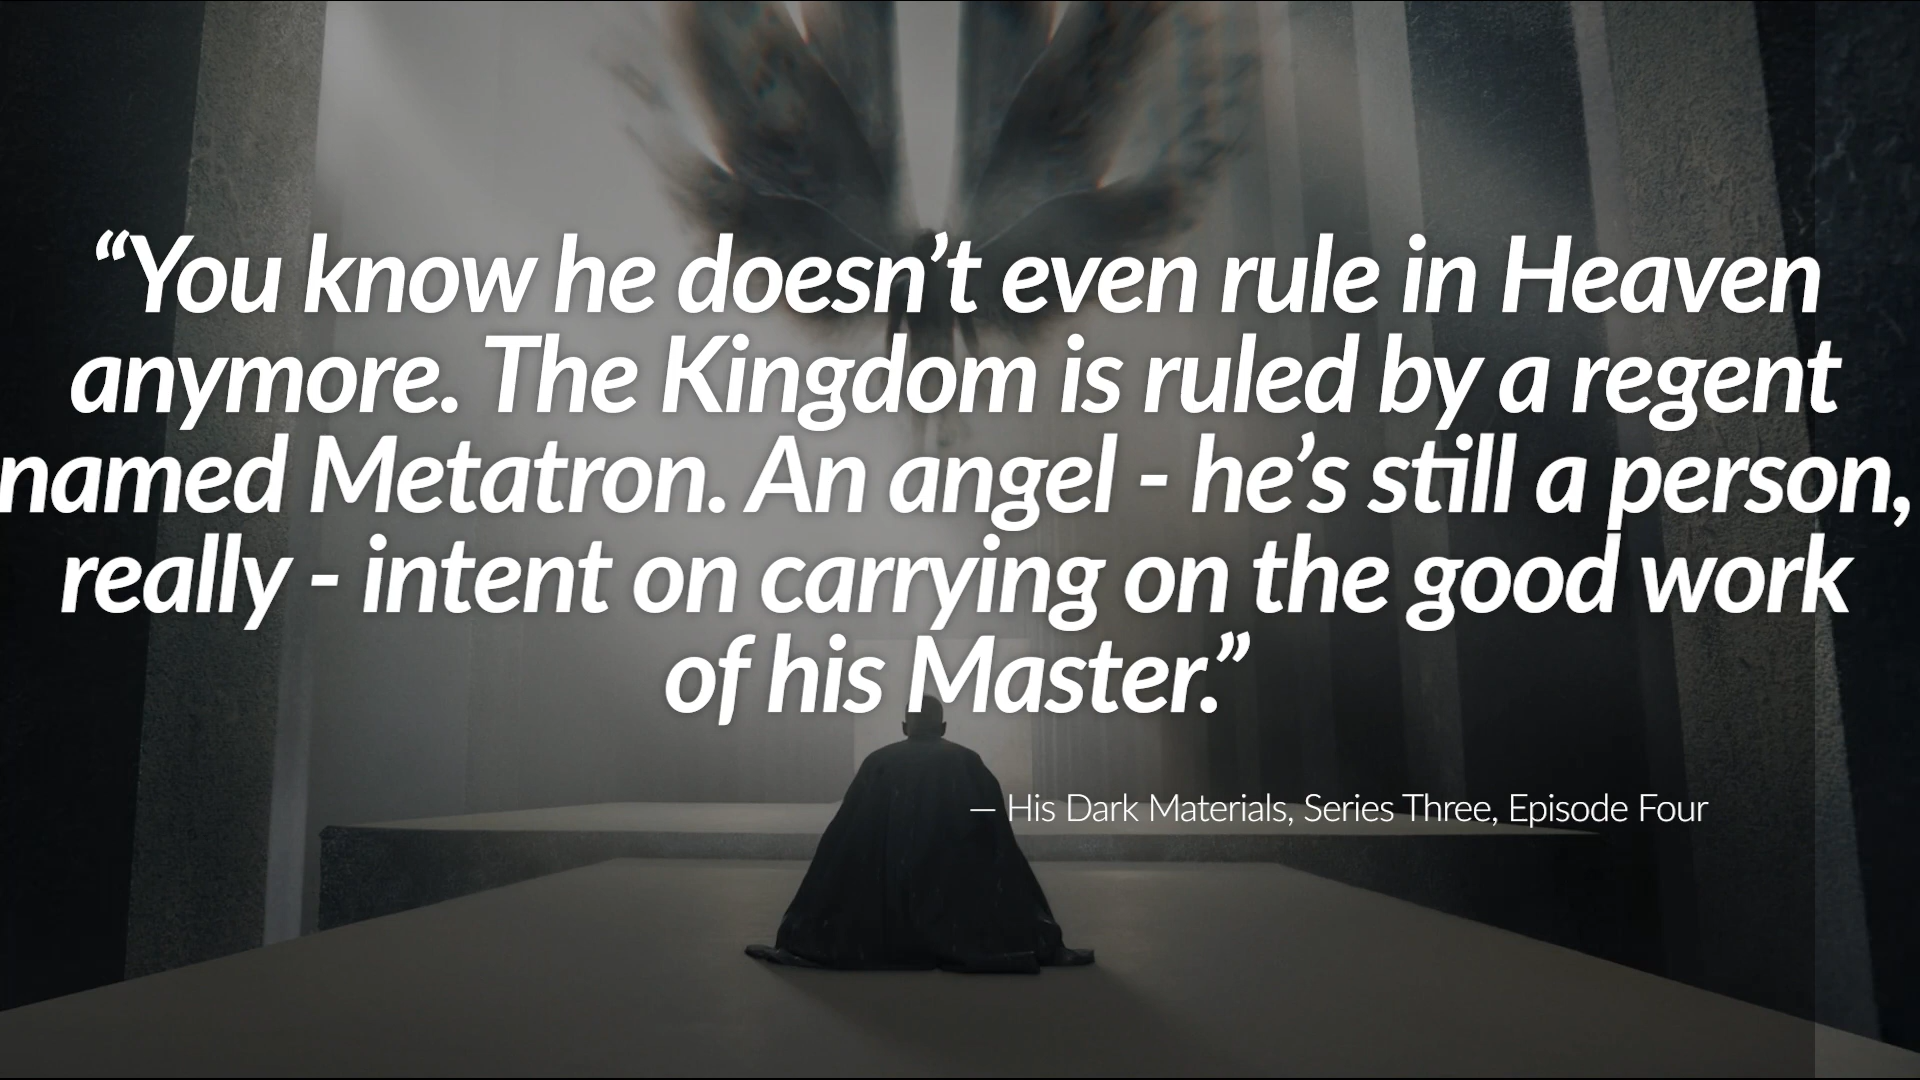 “You know he doesn’t even rule in Heaven
anymore. The Kingdom is ruled by a regent
named Metatron. An angel - he’s still a person,
really - intent on carrying on the good work
of his Master.”
— His Dark Materials, Series Three, Episode Four